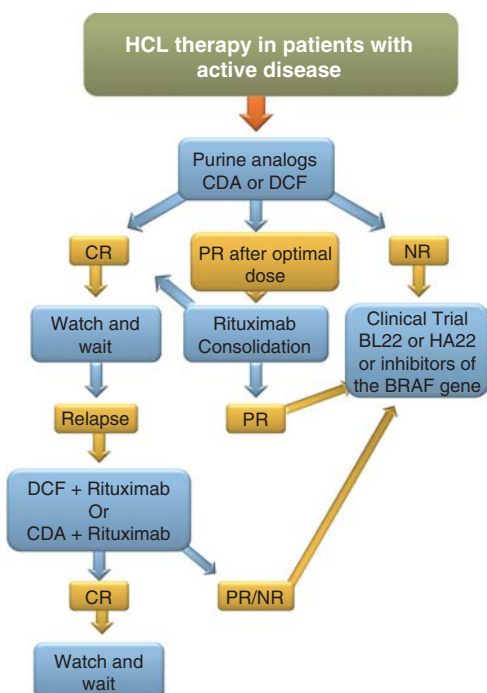 HCL therapy in patients with
active disease
Purine analogs
CDA or DCF
CR
PR after optimal
dose
NR
Watch and
wait
Rituximab
Consolidation
Clinical Trial
BL22 or HA22
or inhibitors of
the BRAF gene
Relapse
PR
DCF + Rituximab
Or
CDA + Rituximab
CR
PR/NR
Watch and
wait